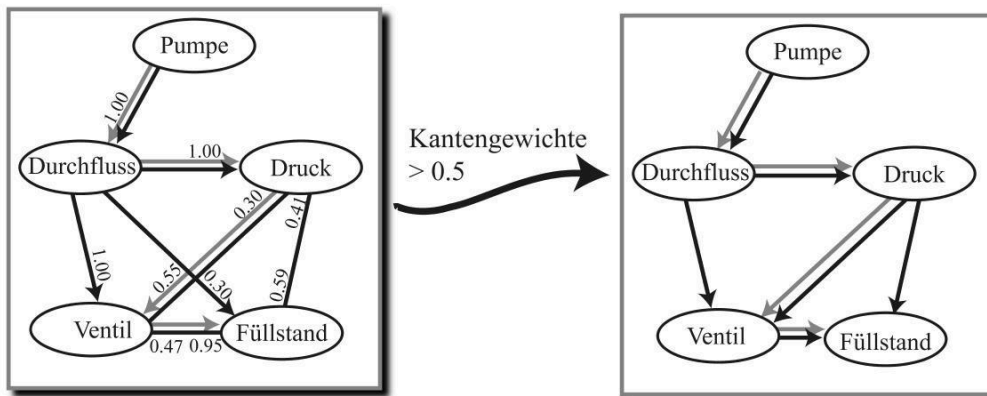 Pumpe
1.00
Durchfluss
1.00
Druck
0.30
0.41
1.00
0.55
0.30
0.59
Ventil
Füllstand
0.47
0.95
Kantengewichte
> 0.5
Pumpe
Durchfluss
Druck
Ventil
Füllstand